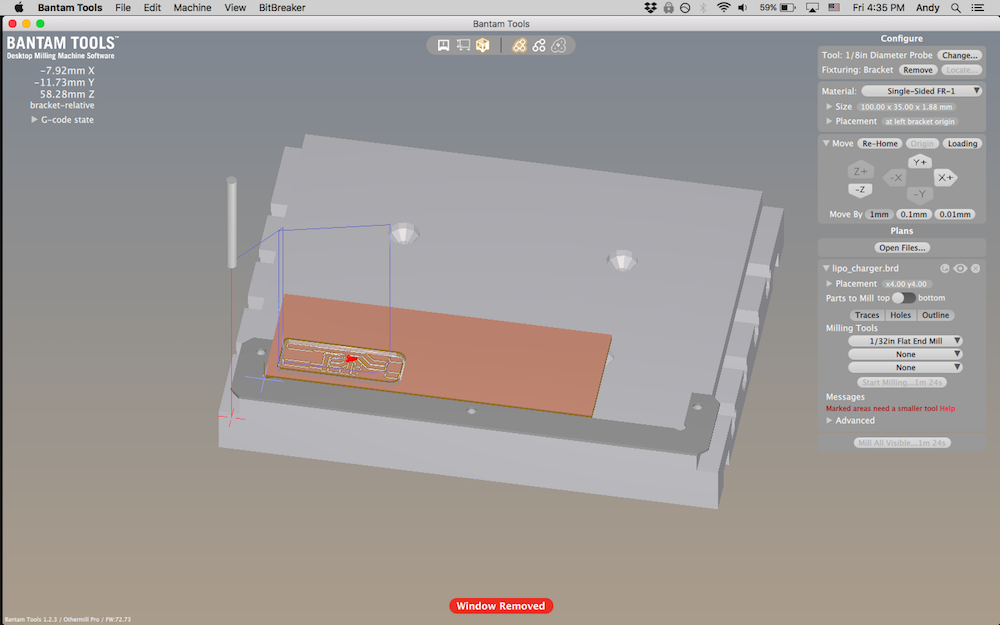 Bantam Tools File Edit Machine View BitBreaker 59% Fri 4:35 PM Andy
Bantam Tools
BANTAM TOOLS™
Desktop Milling Machine Software
-7.92mm X
-11.73mm Y
58.28mm Z
bracket-relative
G-code state
Configure
Tool: 1/8in Diameter Probe Change...
Fixturing: Bracket Remove Locate...
Material: Single-Sided FR-1
Size 100.00 x 35.00 x 1.88 mm
Placement at left bracket origin
Move Re-Home Origin Loading
Z+ -Z -X Y+ X+ -Y
Move By 1mm 0.1mm 0.01mm
Plans
Open Files...
lipo_charger.brd
Placement x4.00 y4.00
Parts to Mill top bottom
Traces Holes Outline
Milling Tools
1/32in Flat End Mill
None
None
Start Milling...1m 24s
Messages
Marked areas need a smaller tool Help
Advanced
Mill All Visible...1m 24s
Window Removed
Bantam Tools 1.2.3 / Othermill Pro / FW:72.73